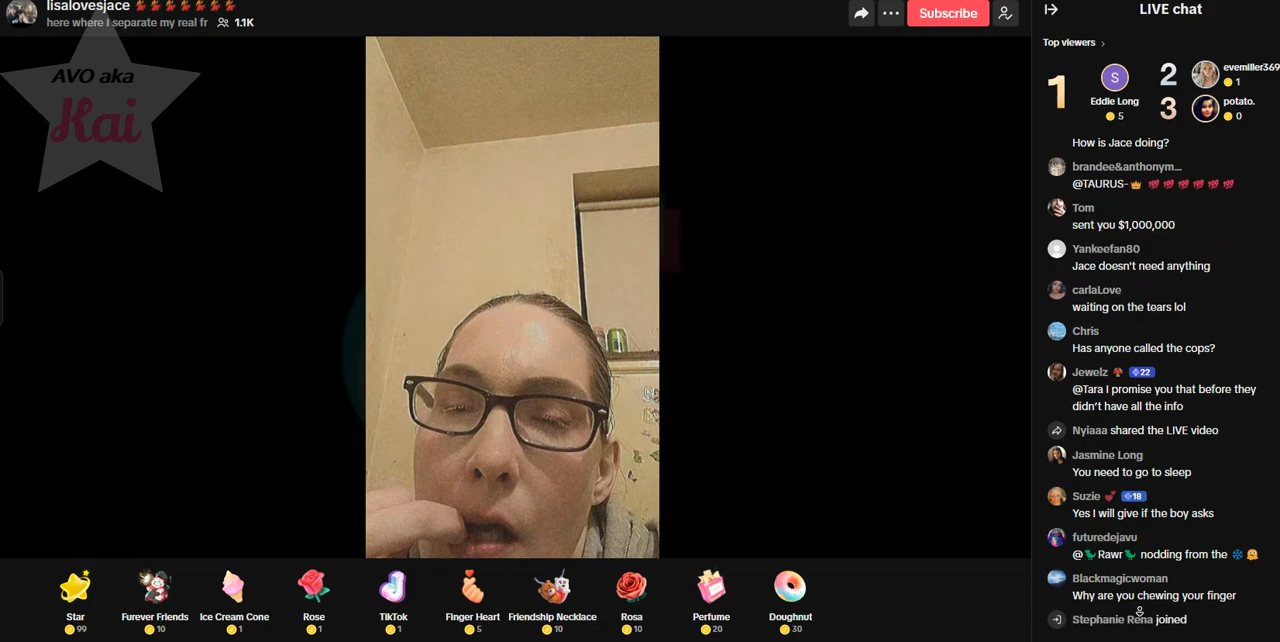 lisalovesjace
here where I separate my real fr 1.1K
Subscribe
AVO aka
Kai
LIVE chat
Top viewers
1
S
Eddie Long
5
2
evemiller369
1
3
potato.
0
How is Jace doing?
brandee&anthonym...
@TAURUS-👑 💯 💯 💯 💯 💯 💯
Tom
sent you $1,000,000
Yankeefan80
Jace doesn't need anything
carlaLove
waiting on the tears lol
Chris
Has anyone called the cops?
Jewelz 22
@Tara I promise you that before they
didn't have all the info
Nyiaaa shared the LIVE video
Jasmine Long
You need to go to sleep
Suzie 💕 18
Yes I will give if the boy asks
futuredejavu
@🦖Rawr🦖 nodding from the ❄️ 🫠
Blackmagicwoman
Why are you chewing your finger
Stephanie Rena joined
Star
99
Furever Friends
10
Ice Cream Cone
1
Rose
1
TikTok
1
Finger Heart
5
Friendship Necklace
10
Rosa
10
Perfume
20
Doughnut
30